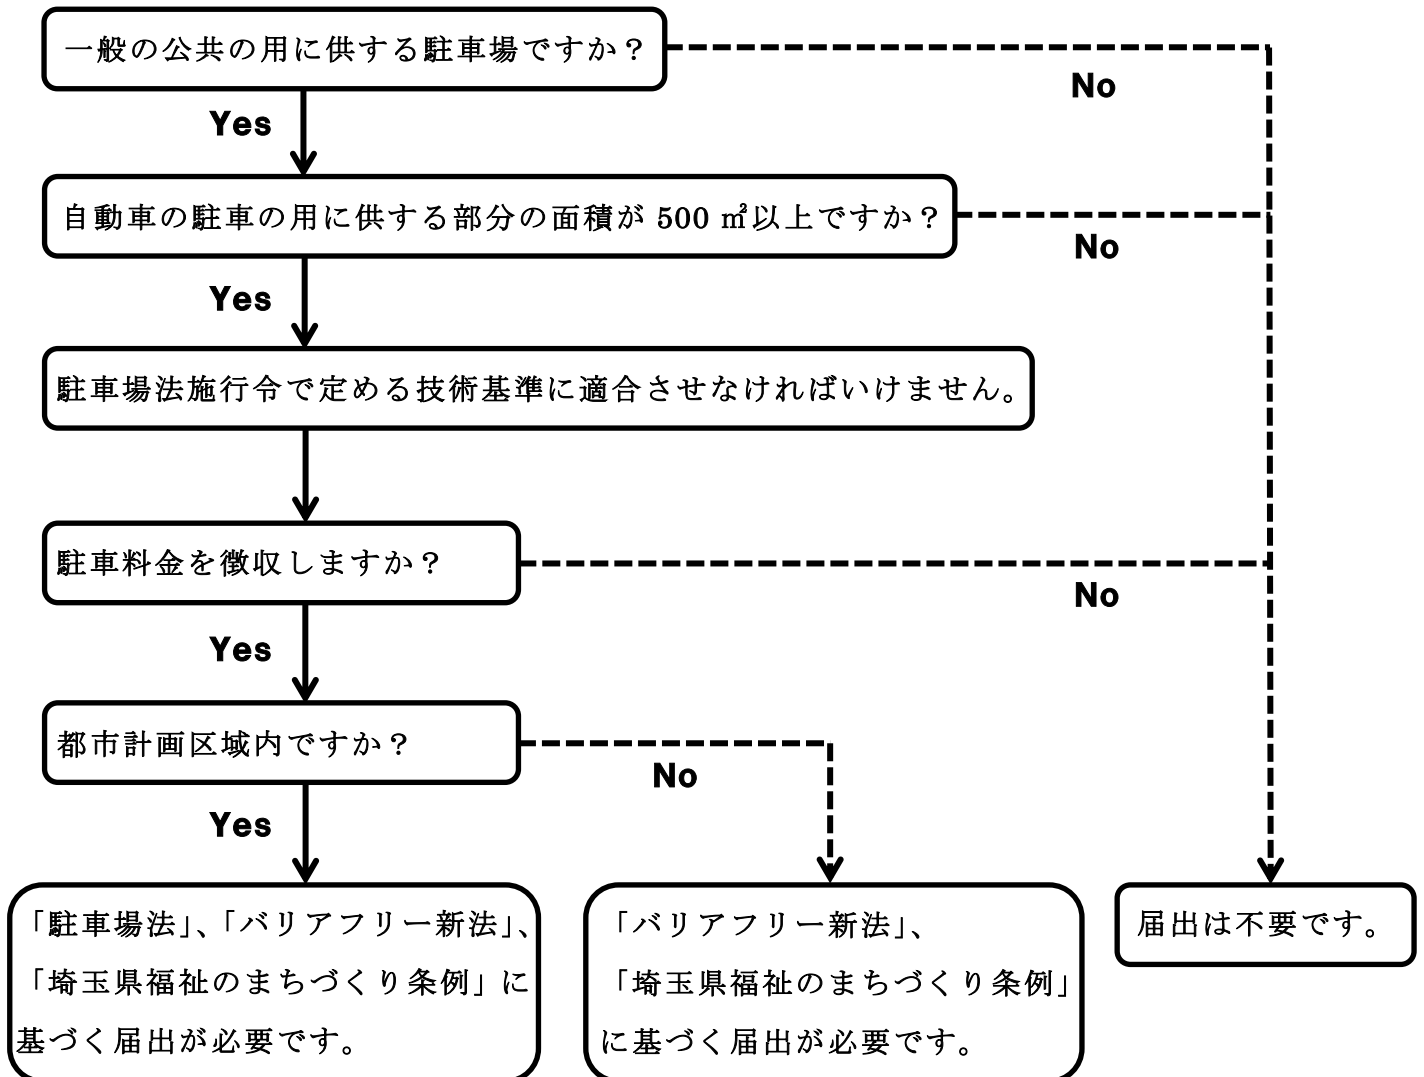 一般の公共の用に供する駐車場ですか？
No
Yes
自動車の駐車の用に供する部分の面積が 500 ㎡以上ですか？
No
Yes
駐車場法施行令で定める技術基準に適合させなければいけません。
駐車料金を徴収しますか？
No
Yes
都市計画区域内ですか？
No
Yes
「駐車場法」、「バリアフリー新法」、
「埼玉県福祉のまちづくり条例」に
基づく届出が必要です。
「バリアフリー新法」、
「埼玉県福祉のまちづくり条例」
に基づく届出が必要です。
届出は不要です。